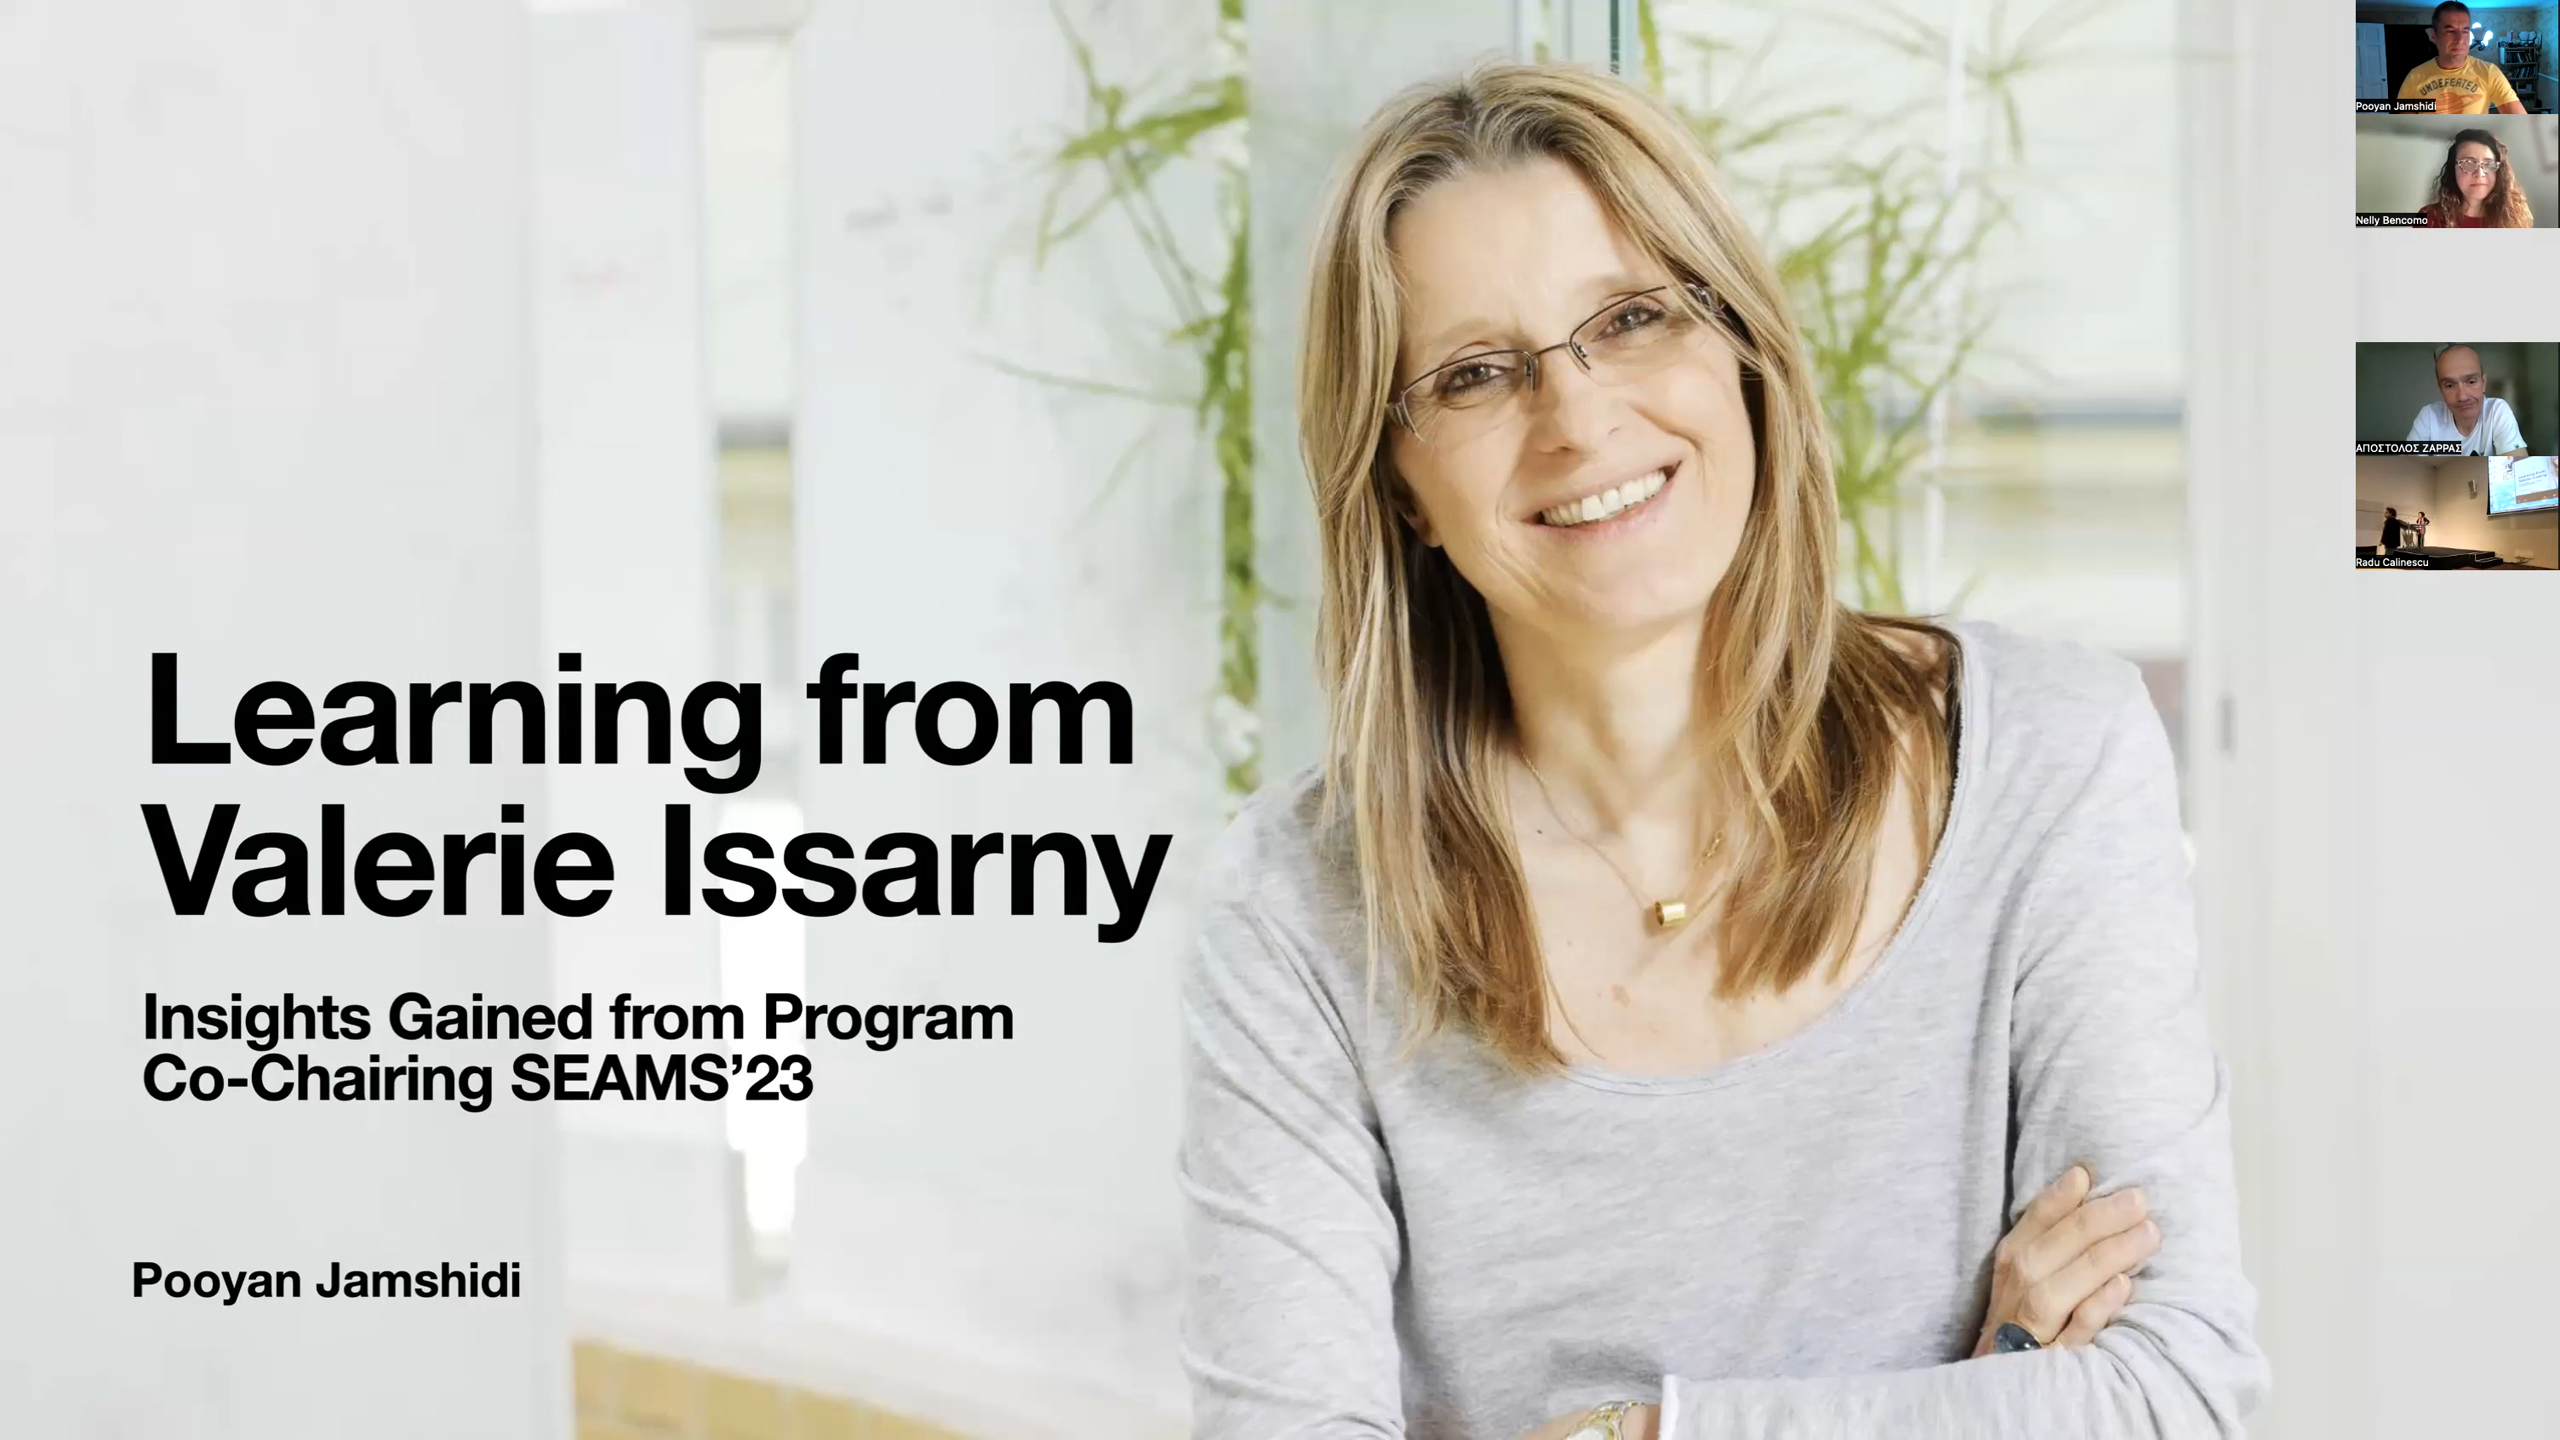 Learning from
Valerie Issarny
Insights Gained from Program
Co-Chairing SEAMS’23
Pooyan Jamshidi
UNDEFEATED
Pooyan Jamshidi
Nelly Bencomo
ΑΠΟΣΤΟΛΟΣ ΖΑΡΡΑΣ
Radu Calinescu